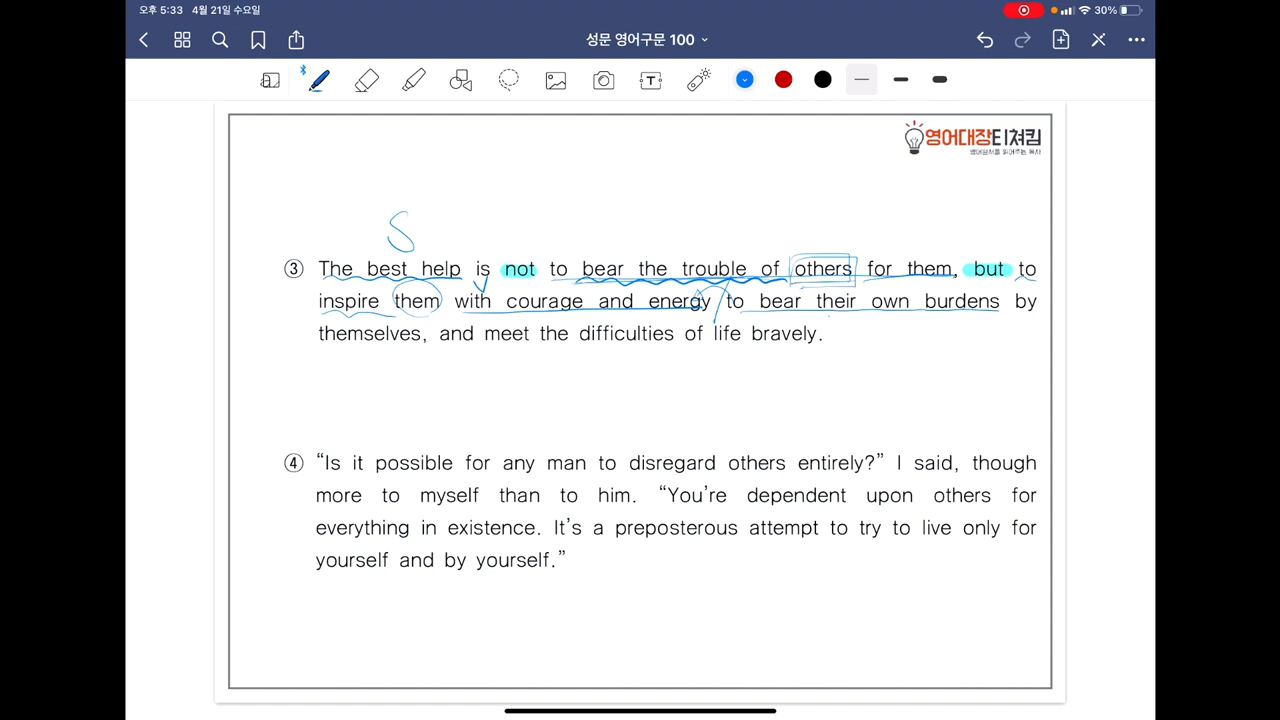 오후 5:33 4월 21일 수요일
30%
성문 영어구문 100
영어대장티쳐킴
S
③ The best help is not to bear the trouble of others for them, but to
inspire them with courage and energy to bear their own burdens by
themselves, and meet the difficulties of life bravely.
④ “Is it possible for any man to disregard others entirely?” I said, though
more to myself than to him. “You’re dependent upon others for
everything in existence. It’s a preposterous attempt to try to live only for
yourself and by yourself.”